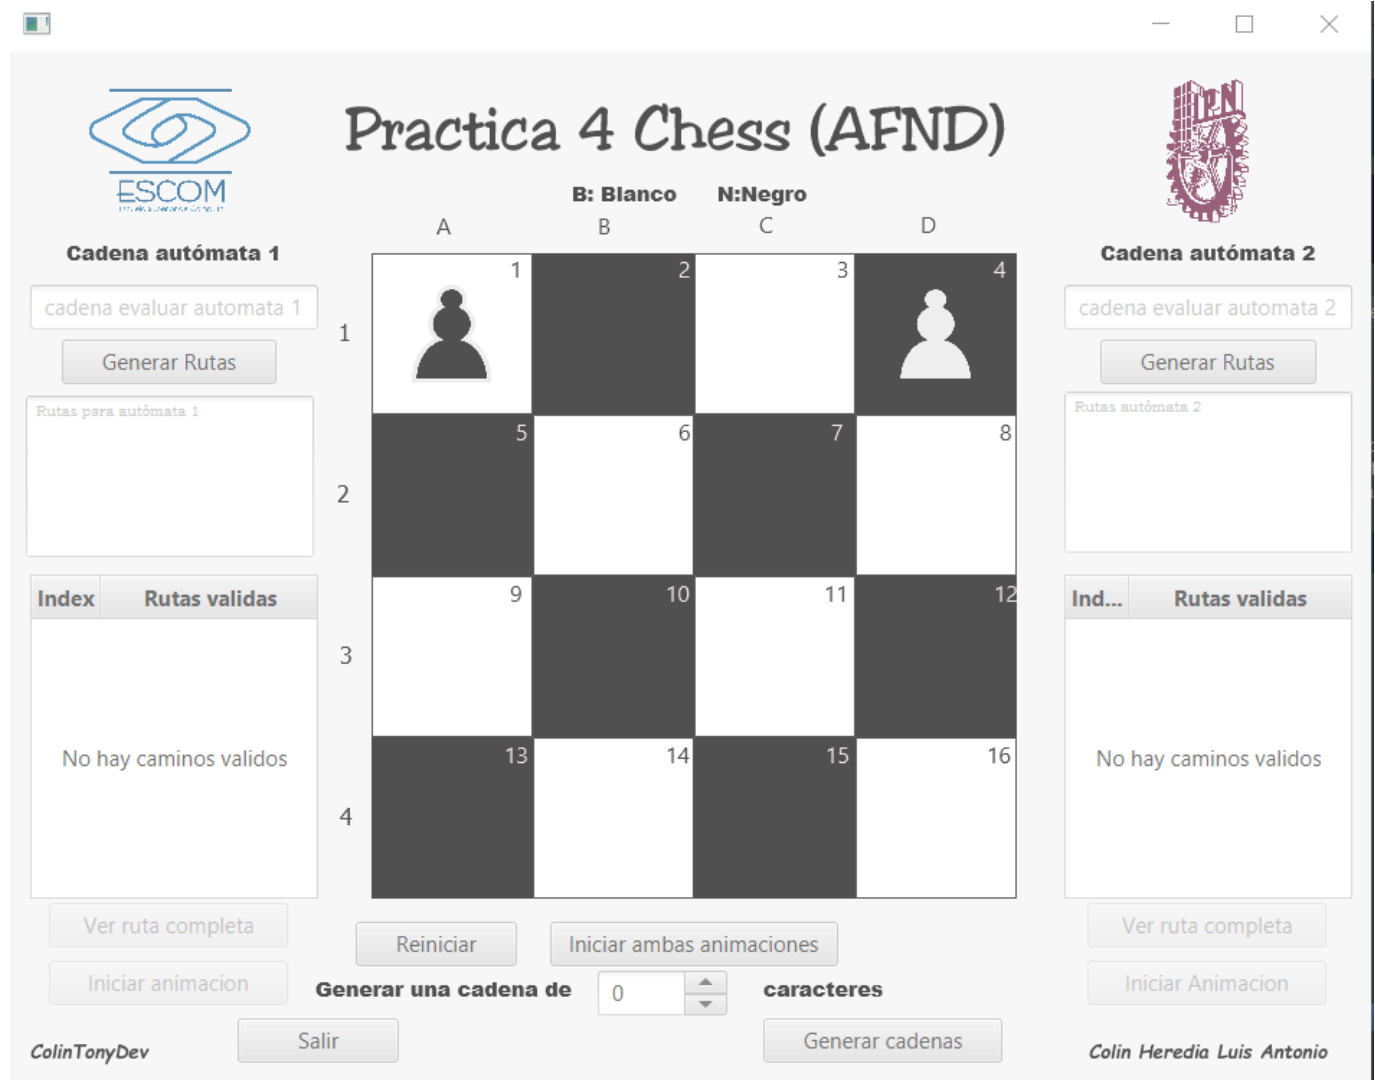 Practica 4 Chess (AFND)
IPN
ESCOM
B: Blanco N:Negro
A B C D
Cadena autómata 1
Cadena autómata 2
cadena evaluar automata 1
cadena evaluar automata 2
Generar Rutas
Generar Rutas
Rutas para autómata 1
Rutas autómata 2
1
1 2 3 4
2
5 6 7 8
3
9 10 11 12
4
13 14 15 16
Index Rutas validas
No hay caminos validos
Ind... Rutas validas
No hay caminos validos
Ver ruta completa
Ver ruta completa
Reiniciar
Iniciar ambas animaciones
Iniciar animacion
Iniciar Animacion
Generar una cadena de 0 caracteres
Salir
Generar cadenas
ColinTonyDev
Colin Heredia Luis Antonio